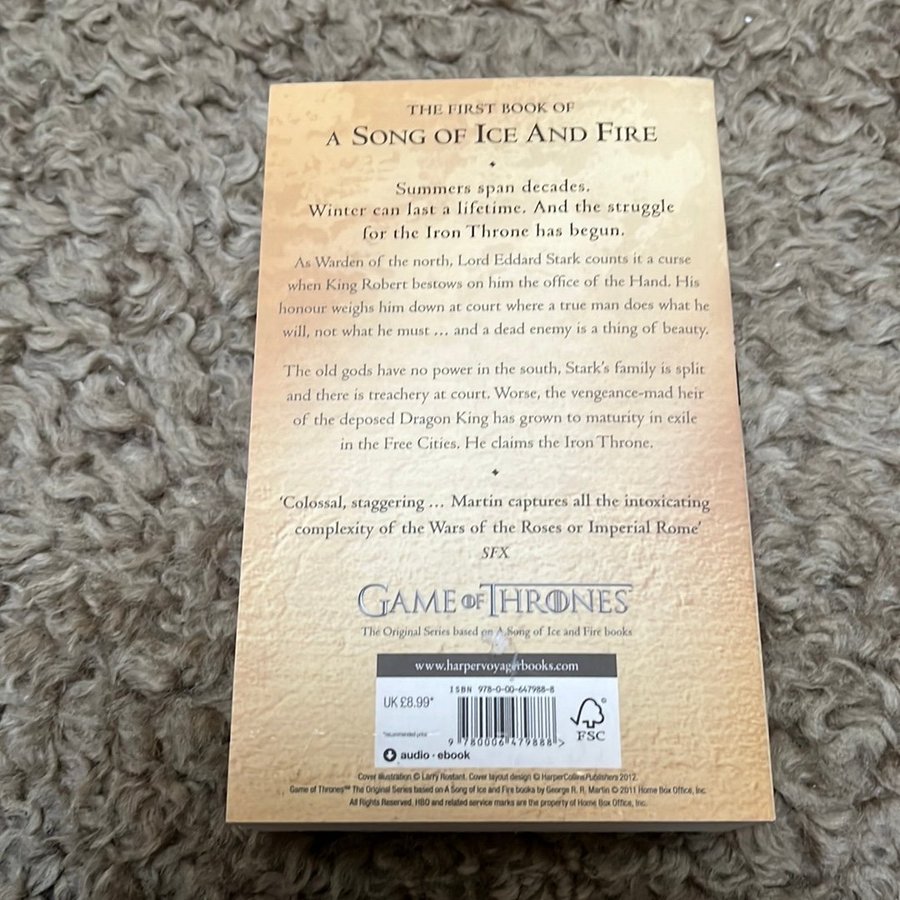 THE FIRST BOOK OF
A SONG OF ICE AND FIRE
Summers span decades.
Winter can last a lifetime. And the struggle
for the Iron Throne has begun.
As Warden of the north, Lord Eddard Stark counts it a curse
when King Robert bestows on him the office of the Hand. His
honour weighs him down at court where a true man does what he
will, not what he must … and a dead enemy is a thing of beauty.
The old gods have no power in the south, Stark's family is split
and there is treachery at court. Worse, the vengeance-mad heir
of the deposed Dragon King has grown to maturity in exile
in the Free Cities. He claims the Iron Throne.
'Colossal, staggering … Martin captures all the intoxicating
complexity of the Wars of the Roses or Imperial Rome'
SFX
GAME OF THRONES
The Original Series based on A Song of Ice and Fire books
www.harpervoyagerbooks.com
ISBN 978-0-00-647988-8
UK £8.99*
*recommended price
9 780006 479888 >
FSC
audio · ebook
Cover illustration © Larry Rostant. Cover layout design © HarperCollinsPublishers 2012.
Game of Thrones™ The Original Series based on A Song of Ice and Fire books by George R. R. Martin © 2011 Home Box Office, Inc.
All Rights Reserved. HBO and related service marks are the property of Home Box Office, Inc.